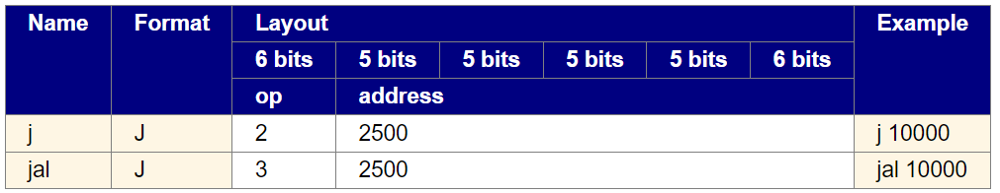 Name Format Layout Example
6 bits 5 bits 5 bits 5 bits 5 bits 6 bits
op address
j J 2 2500 j 10000
jal J 3 2500 jal 10000